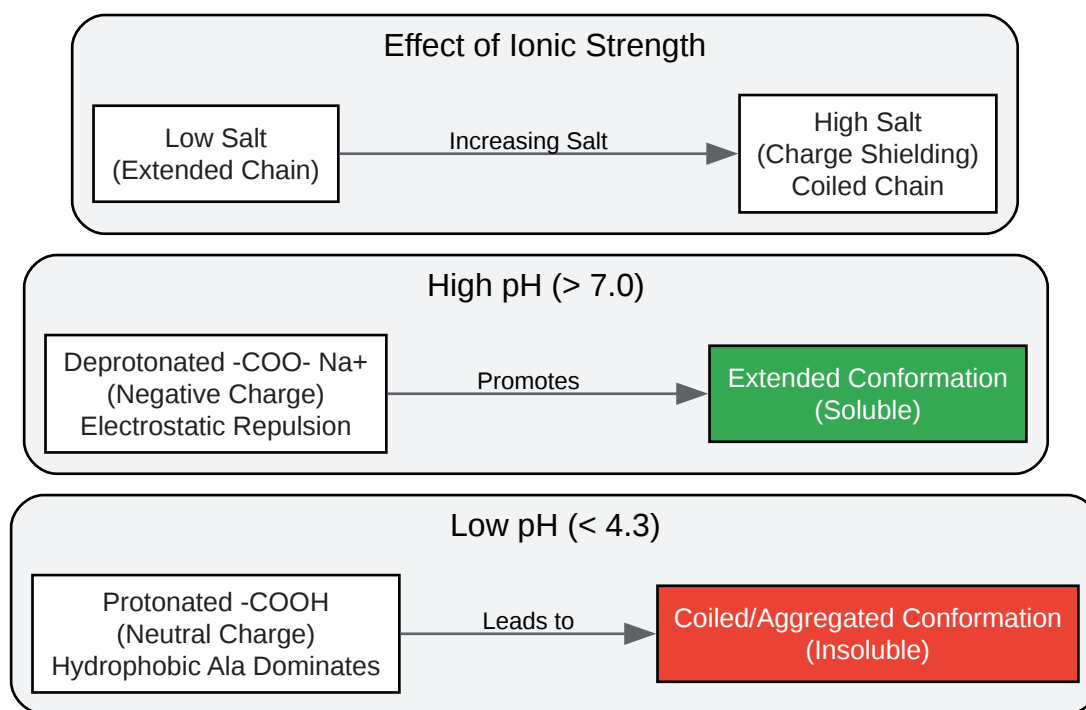 Effect of Ionic Strength
Low Salt
(Extended Chain)
Increasing Salt
High Salt
(Charge Shielding)
Coiled Chain
High pH (> 7.0)
Deprotonated -COO- Na+
(Negative Charge)
Electrostatic Repulsion
Promotes
Extended Conformation
(Soluble)
Low pH (< 4.3)
Protonated -COOH
(Neutral Charge)
Hydrophobic Ala Dominates
Leads to
Coiled/Aggregated Conformation
(Insoluble)